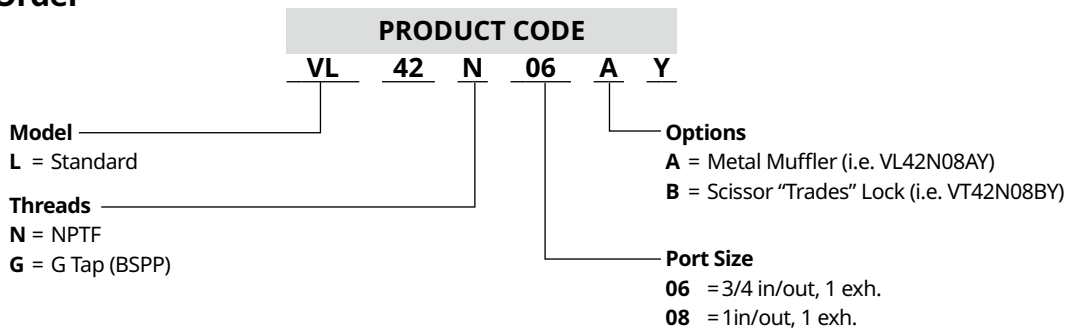 PRODUCT CODE
VL 42 N 06 A Y
Model
L = Standard
Threads
N = NPTF
G = G Tap (BSPP)
Options
A = Metal Muffler (i.e. VL42N08AY)
B = Scissor “Trades” Lock (i.e. VT42N08BY)
Port Size
06 =3/4 in/out, 1 exh.
08 =1in/out, 1 exh.